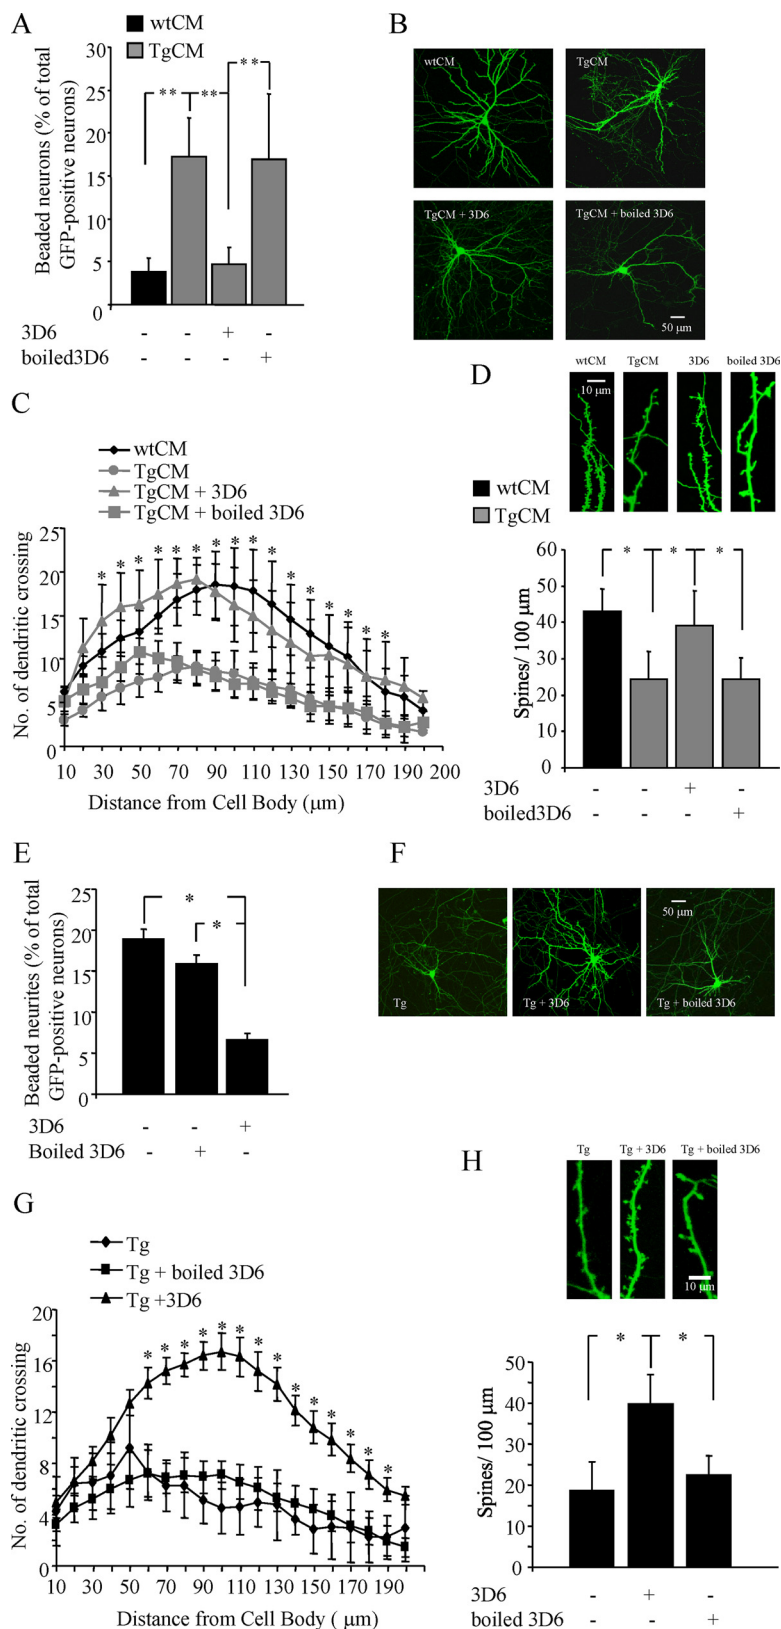 A
wtCM
TgCM
Beaded neurons (% of total
GFP-positive neurons)
30
25
20
15
10
5
0
** ** **
3D6 - - + -
boiled3D6 - - - +
B
wtCM
TgCM
TgCM + 3D6
TgCM + boiled 3D6
50
µm
C
wtCM
TgCM
TgCM + 3D6
TgCM + boiled 3D6
No. of dendritic crossing
25
20
15
10
5
0
* * * * * * * * * * * * * * * *
10 30 50 70 90 110 130 150 170 190 200
Distance from Cell Body (µm)
D
wtCM TgCM 3D6 boiled 3D6
10 µm
wtCM
TgCM
Spines/ 100 µm
60
50
40
30
20
10
0
* * *
3D6 - - + -
boiled3D6 - - - +
E
Beaded neurites (% of total
GFP-positive neurons)
25
20
15
10
5
0
*
*
3D6 - - +
Boiled 3D6 - + -
F
Tg
Tg + 3D6
Tg + boiled 3D6
50
µm
G
Tg
Tg + boiled 3D6
Tg +3D6
No. of dendritic crossing
20
16
12
8
4
0
* * * * * * * * * * * * * *
10 30 50 70 90 110 130 150 170 190
Distance from Cell Body ( µm)
H
Tg Tg + 3D6 Tg + boiled 3D6
10 µm
Spines/ 100 µm
50
40
30
20
10
0
* *
3D6 - + -
boiled 3D6 - - +